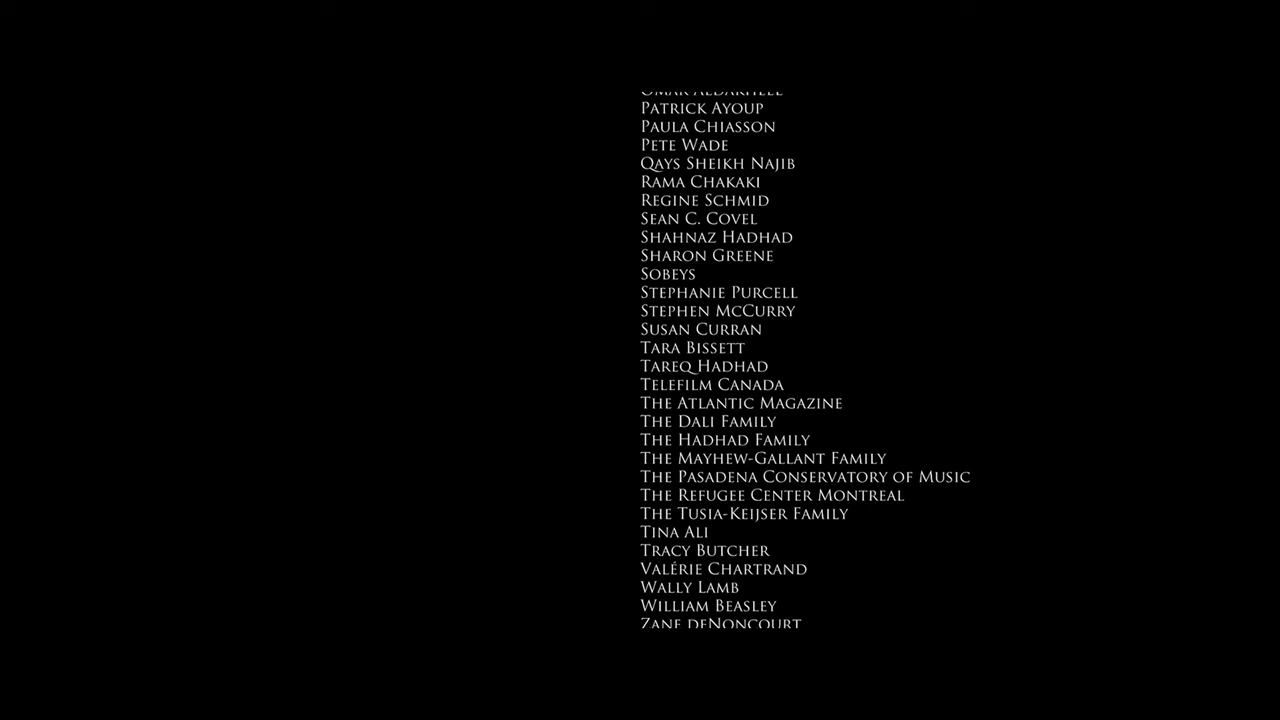 Patrick Ayoup
Paula Chiasson
Pete Wade
Qays Sheikh Najib
Rama Chakaki
Regine Schmid
Sean C. Covel
Shahnaz Hadhad
Sharon Greene
Sobeys
Stephanie Purcell
Stephen McCurry
Susan Curran
Tara Bissett
Tareq Hadhad
Telefilm Canada
The Atlantic Magazine
The Dali Family
The Hadhad Family
The Mayhew-Gallant Family
The Pasadena Conservatory of Music
The Refugee Center Montreal
The Tusia-Keijser Family
Tina Ali
Tracy Butcher
Valérie Chartrand
Wally Lamb
William Beasley
Zane deNoncourt